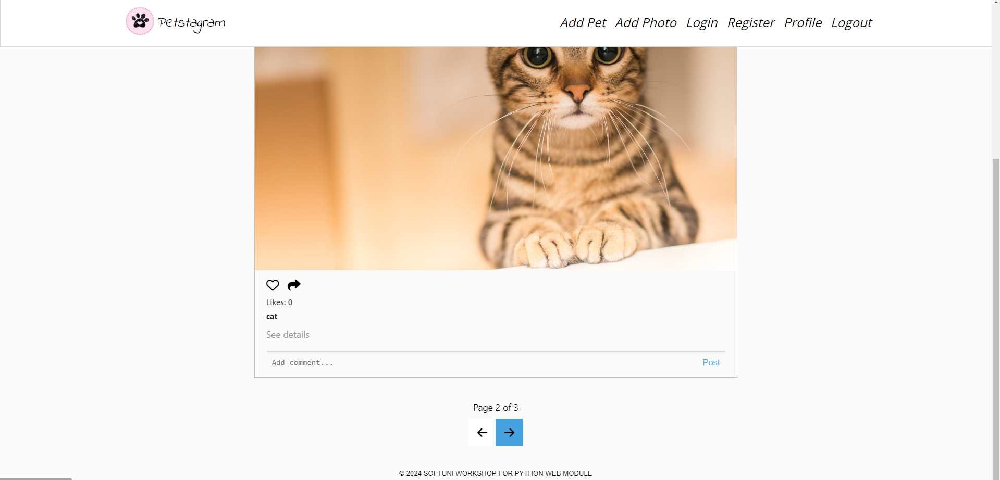 Petstagram
Add Pet Add Photo Login Register Profile Logout
Likes: 0
cat
See details
Add comment... Post
Page 2 of 3
© 2024 SOFTUNI WORKSHOP FOR PYTHON WEB MODULE